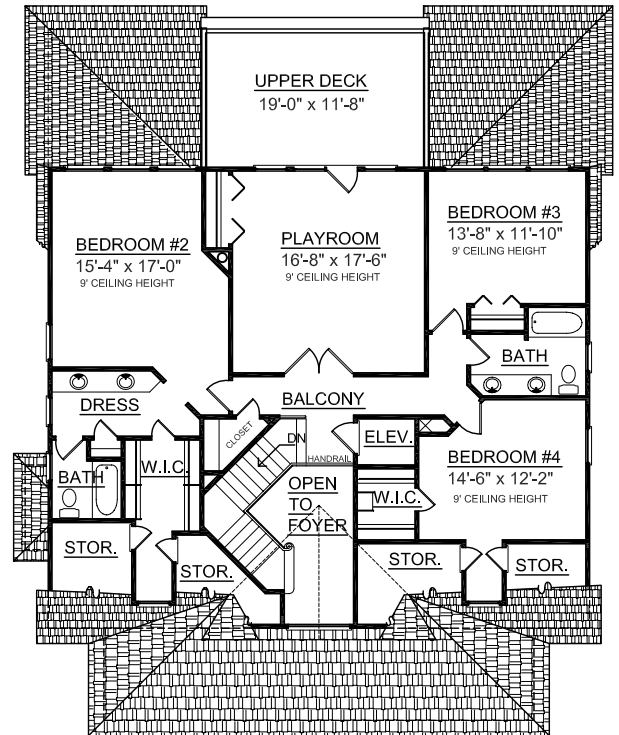 UPPER DECK
19'-0" x 11'-8"
BEDROOM #2
15'-4" x 17'-0"
9' CEILING HEIGHT
PLAYROOM
16'-8" x 17'-6"
9' CEILING HEIGHT
BEDROOM #3
13'-8" x 11'-10"
9' CEILING HEIGHT
BATH
DRESS
BALCONY
CLOSET
DN
HANDRAIL
ELEV.
BEDROOM #4
14'-6" x 12'-2"
9' CEILING HEIGHT
BATH
W.I.C.
OPEN
TO
FOYER
W.I.C.
STOR.
STOR.
STOR.
STOR.